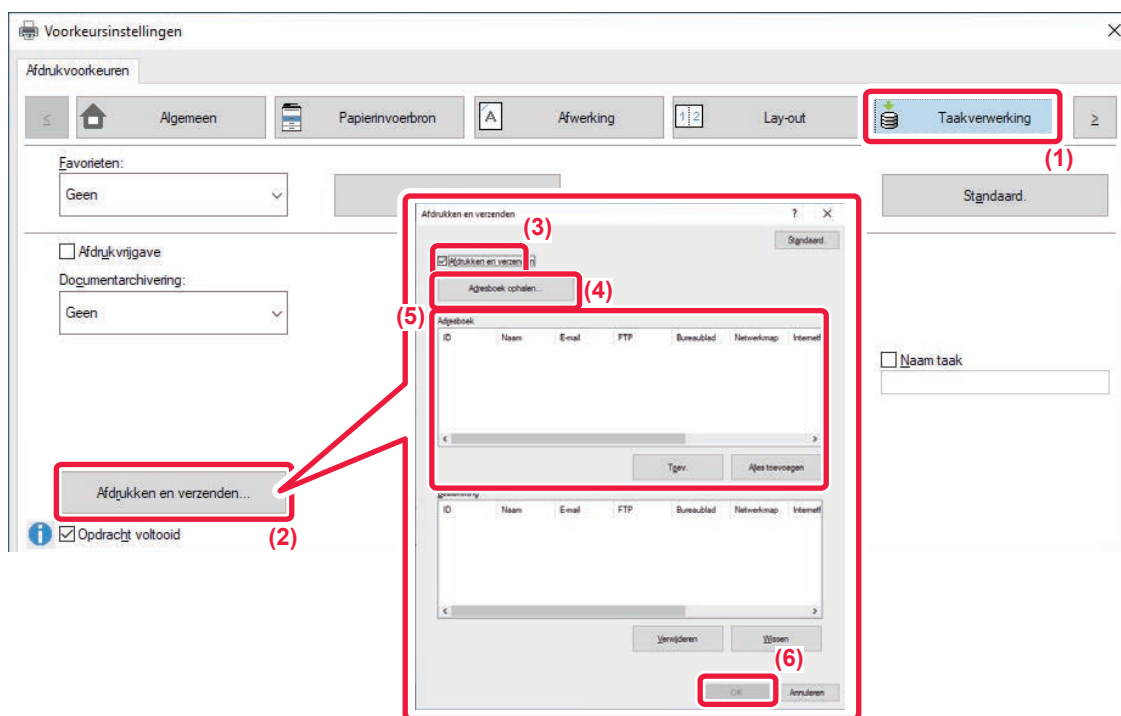 Voorkeursinstellingen
Afdrukvoorkeuren
<
Algemeen
Papierinvoerbron
A
Afwerking
1 2
Lay-out
Taakverwerking
>
(1)
Favorieten:
Geen
Standaard.
Afdrukvrijgave
Documentarchivering:
Geen
Naam taak
Afdrukken en verzenden...
(2)
Opdracht voltooid
Afdrukken en verzenden
?
Standaard.
(3)
Afdrukken en verzenden
Adresboek ophalen...
(4)
(5)
Adresboek
ID Naam E-mail FTP Bureaublad Netwerkmap
Toev. Alles toevoegen
ID Naam E-mail FTP Bureaublad Netwerkmap
Verwijderen Wissen
(6)
OK Annuleren